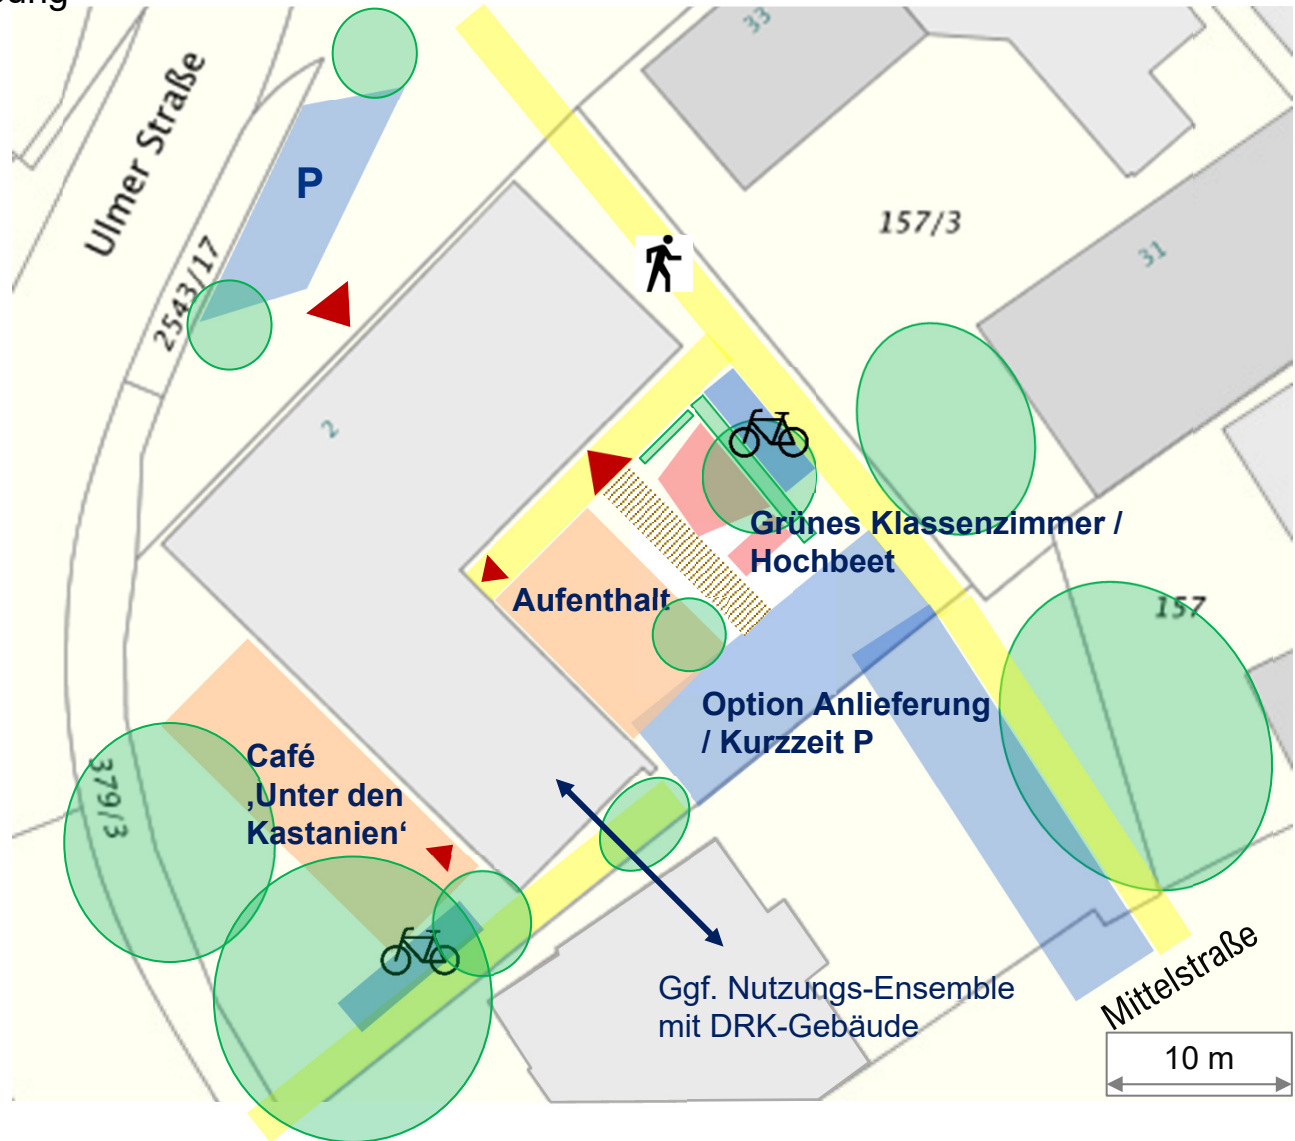 33
Ulmer Straße
P
157/3
31
2543/17
2
Grünes Klassenzimmer /
Hochbeet
Aufenthalt
157
Option Anlieferung
/ Kurzzeit P
Café
‚Unter den
Kastanien‘
379/3
Ggf. Nutzungs-Ensemble
mit DRK-Gebäude
Mittelstraße
10 m